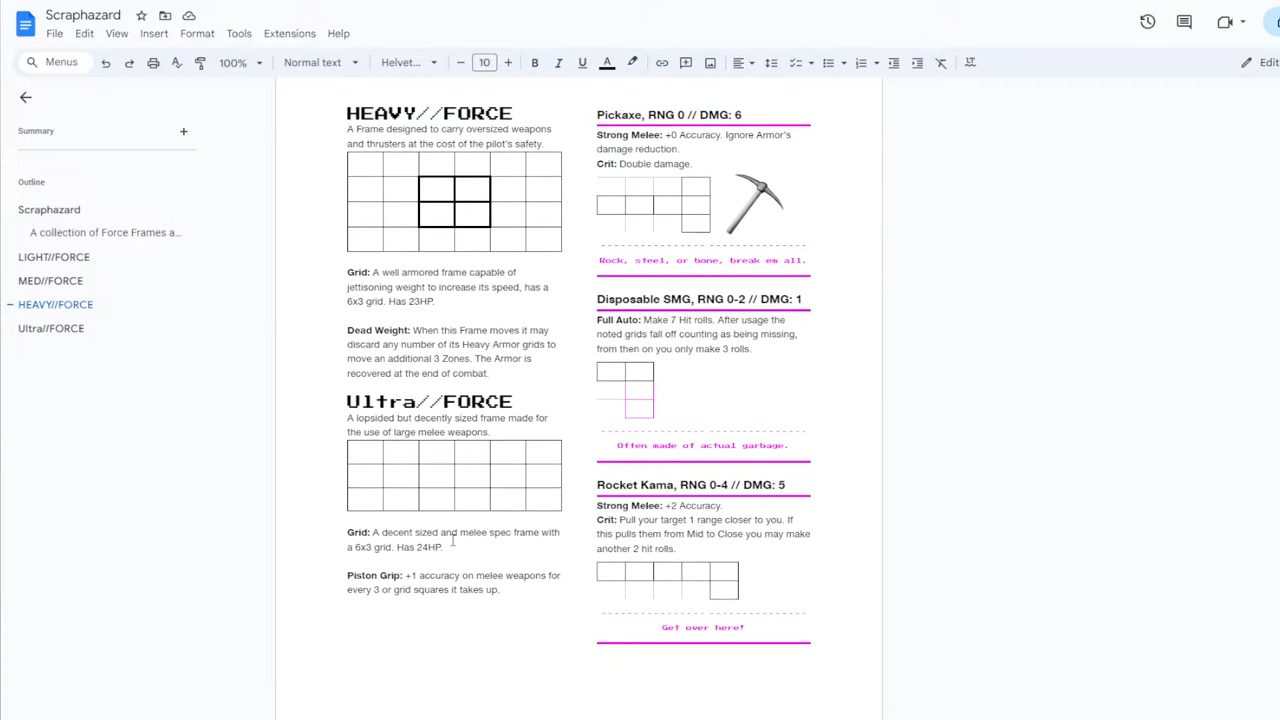 Scraphazard
File Edit View Insert Format Tools Extensions Help
Menus 100% Normal text Helvet... 10 B I U A Edit
Summary
Outline
Scraphazard
A collection of Force Frames a...
LIGHT//FORCE
MED//FORCE
HEAVY//FORCE
Ultra//FORCE
HEAVY//FORCE
A Frame designed to carry oversized weapons
and thrusters at the cost of the pilot's safety.
Grid: A well armored frame capable of
jettisoning weight to increase its speed, has a
6x3 grid. Has 23HP.
Dead Weight: When this Frame moves it may
discard any number of its Heavy Armor grids to
move an additional 3 Zones. The Armor is
recovered at the end of combat.
Ultra//FORCE
A lopsided but decently sized frame made for
the use of large melee weapons.
Grid: A decent sized and melee spec frame with
a 6x3 grid. Has 24HP.
Piston Grip: +1 accuracy on melee weapons for
every 3 or grid squares it takes up.
Pickaxe, RNG 0 // DMG: 6
Strong Melee: +0 Accuracy. Ignore Armor's
damage reduction.
Crit: Double damage.
Rock, steel, or bone, break em all.
Disposable SMG, RNG 0-2 // DMG: 1
Full Auto: Make 7 Hit rolls. After usage the
noted grids fall off counting as being missing,
from then on you only make 3 rolls.
Often made of actual garbage.
Rocket Kama, RNG 0-4 // DMG: 5
Strong Melee: +2 Accuracy.
Crit: Pull your target 1 range closer to you. If
this pulls them from Mid to Close you may make
another 2 hit rolls.
Get over here!